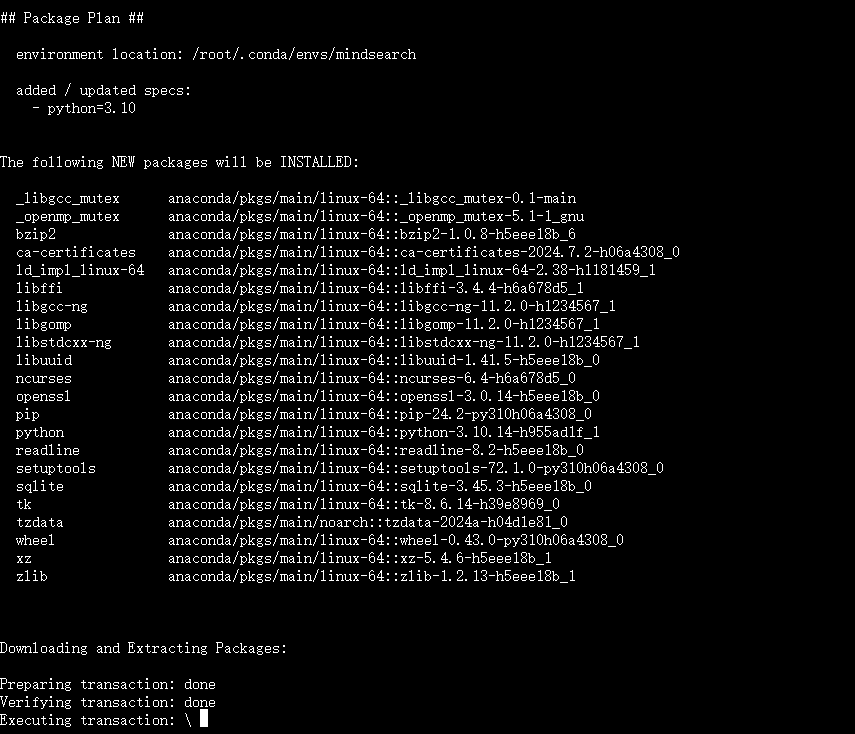 ## Package Plan ##
environment location: /root/.conda/envs/mindsearch
added / updated specs:
- python=3.10
The following NEW packages will be INSTALLED:
_libgcc_mutex anaconda/pkgs/main/linux-64::_libgcc_mutex-0.1-main
_openmp_mutex anaconda/pkgs/main/linux-64::_openmp_mutex-5.1-1_gnu
bzip2 anaconda/pkgs/main/linux-64::bzip2-1.0.8-h5eee18b_6
ca-certificates anaconda/pkgs/main/linux-64::ca-certificates-2024.7.2-h06a4308_0
ld_impl_linux-64 anaconda/pkgs/main/linux-64::ld_impl_linux-64-2.38-h1181459_1
libffi anaconda/pkgs/main/linux-64::libffi-3.4.4-h6a678d5_1
libgcc-ng anaconda/pkgs/main/linux-64::libgcc-ng-11.2.0-h1234567_1
libgomp anaconda/pkgs/main/linux-64::libgomp-11.2.0-h1234567_1
libstdcxx-ng anaconda/pkgs/main/linux-64::libstdcxx-ng-11.2.0-h1234567_1
libuuid anaconda/pkgs/main/linux-64::libuuid-1.41.5-h5eee18b_0
ncurses anaconda/pkgs/main/linux-64::ncurses-6.4-h6a678d5_0
openssl anaconda/pkgs/main/linux-64::openssl-3.0.14-h5eee18b_0
pip anaconda/pkgs/main/linux-64::pip-24.2-py310h06a4308_0
python anaconda/pkgs/main/linux-64::python-3.10.14-h955ad1f_1
readline anaconda/pkgs/main/linux-64::readline-8.2-h5eee18b_0
setuptools anaconda/pkgs/main/linux-64::setuptools-72.1.0-py310h06a4308_0
sqlite anaconda/pkgs/main/linux-64::sqlite-3.45.3-h5eee18b_0
tk anaconda/pkgs/main/linux-64::tk-8.6.14-h39e8969_0
tzdata anaconda/pkgs/main/noarch::tzdata-2024a-h04d1e81_0
wheel anaconda/pkgs/main/linux-64::wheel-0.43.0-py310h06a4308_0
xz anaconda/pkgs/main/linux-64::xz-5.4.6-h5eee18b_1
zlib anaconda/pkgs/main/linux-64::zlib-1.2.13-h5eee18b_1
Downloading and Extracting Packages:
Preparing transaction: done
Verifying transaction: done
Executing transaction: \